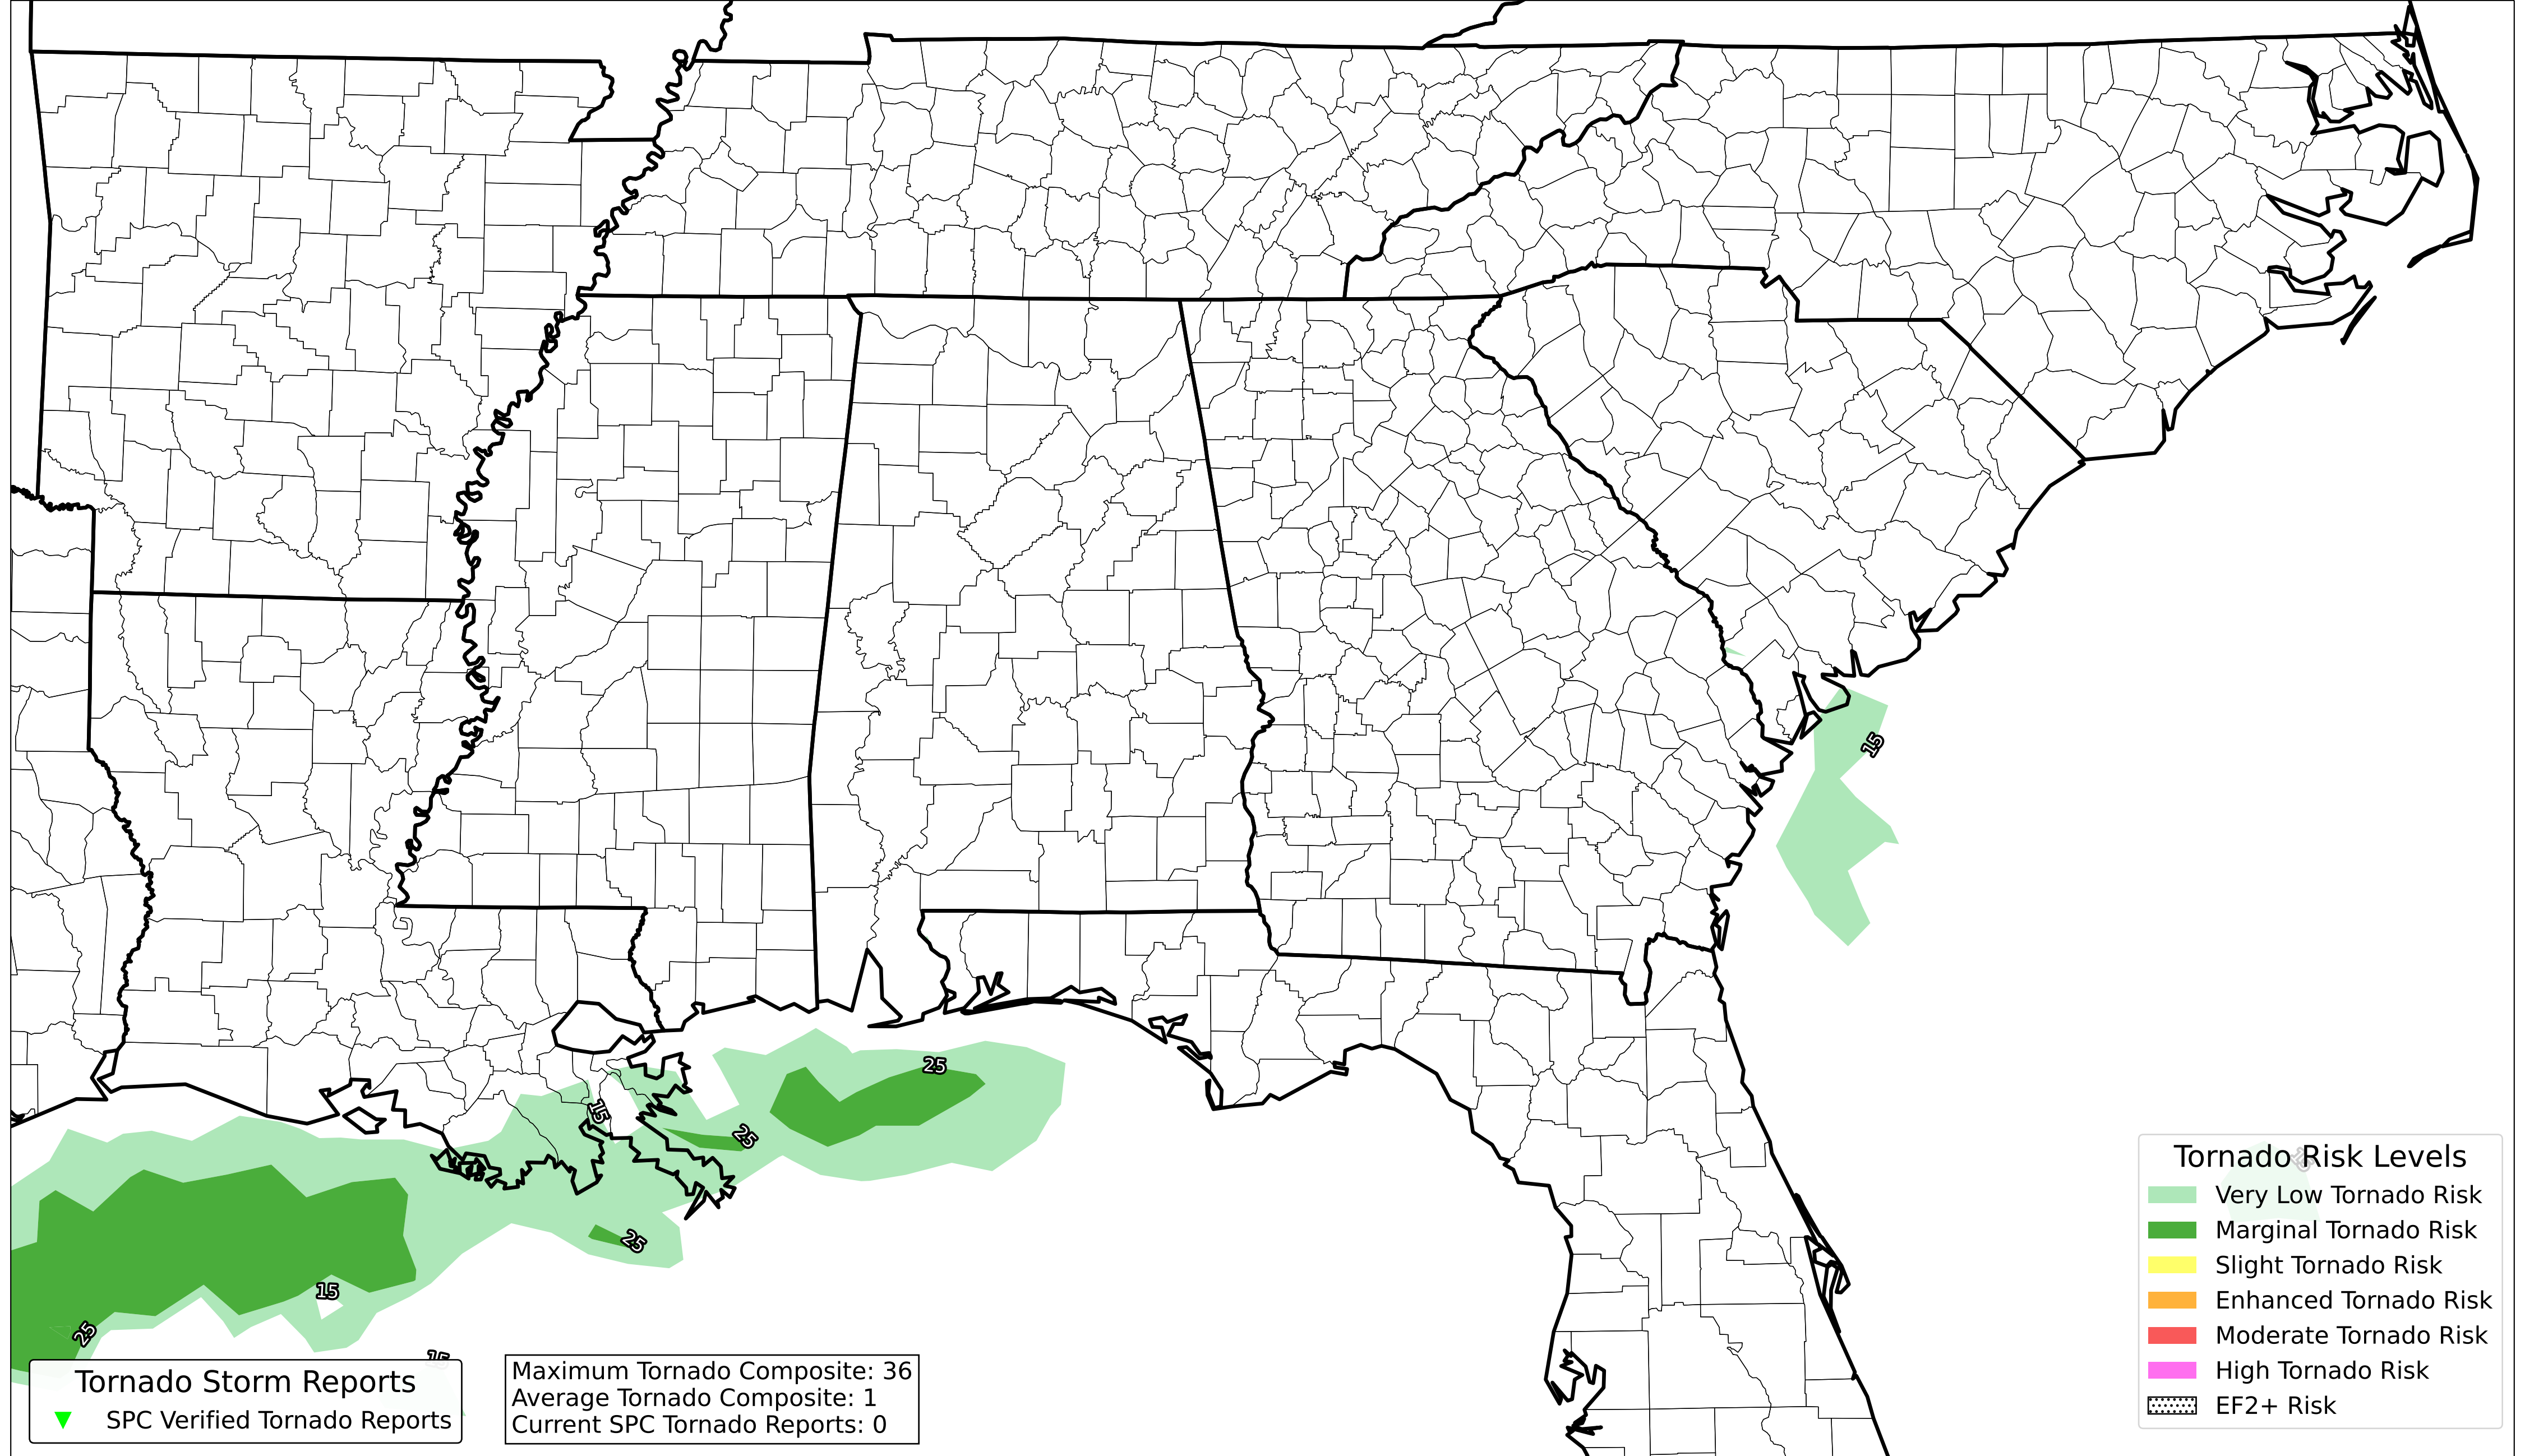 15
25
15
25
25
15
25
15
Tornado Risk Levels
Very Low Tornado Risk
Marginal Tornado Risk
Slight Tornado Risk
Enhanced Tornado Risk
Moderate Tornado Risk
High Tornado Risk
EF2+ Risk
Tornado Storm Reports
SPC Verified Tornado Reports
Maximum Tornado Composite: 36
Average Tornado Composite: 1
Current SPC Tornado Reports: 0